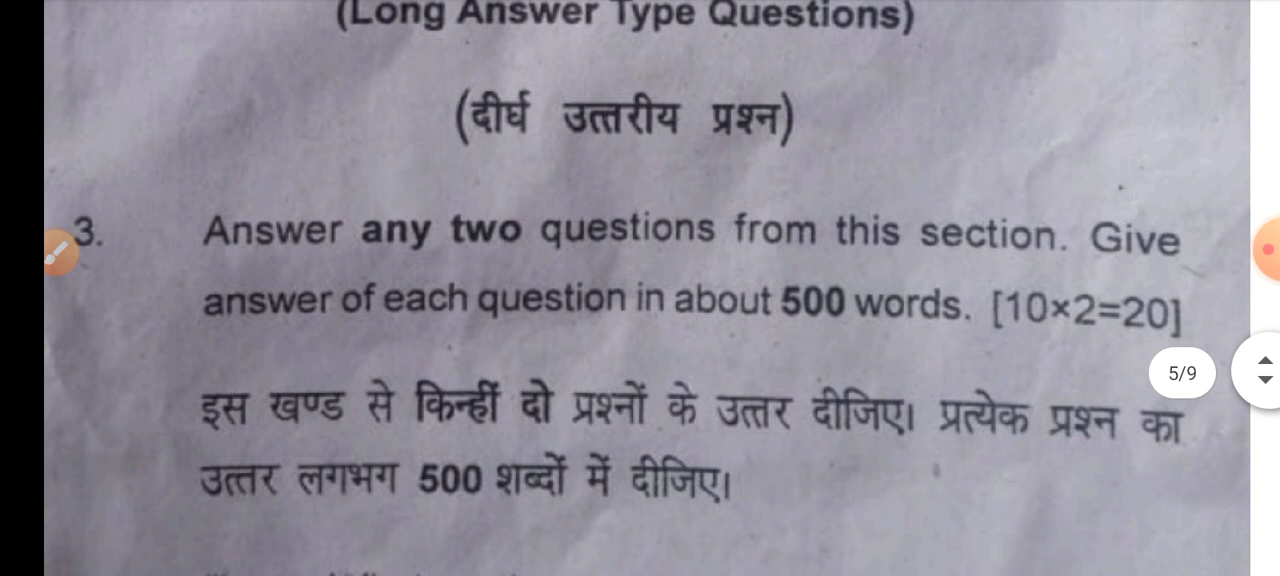 (Long Answer Type Questions)
(दीर्घ उत्तरीय प्रश्न)
3. Answer any two questions from this section. Give
answer of each question in about 500 words. [10×2=20]
5/9
इस खण्ड से किन्हीं दो प्रश्नों के उत्तर दीजिए। प्रत्येक प्रश्न का
उत्तर लगभग 500 शब्दों में दीजिए।